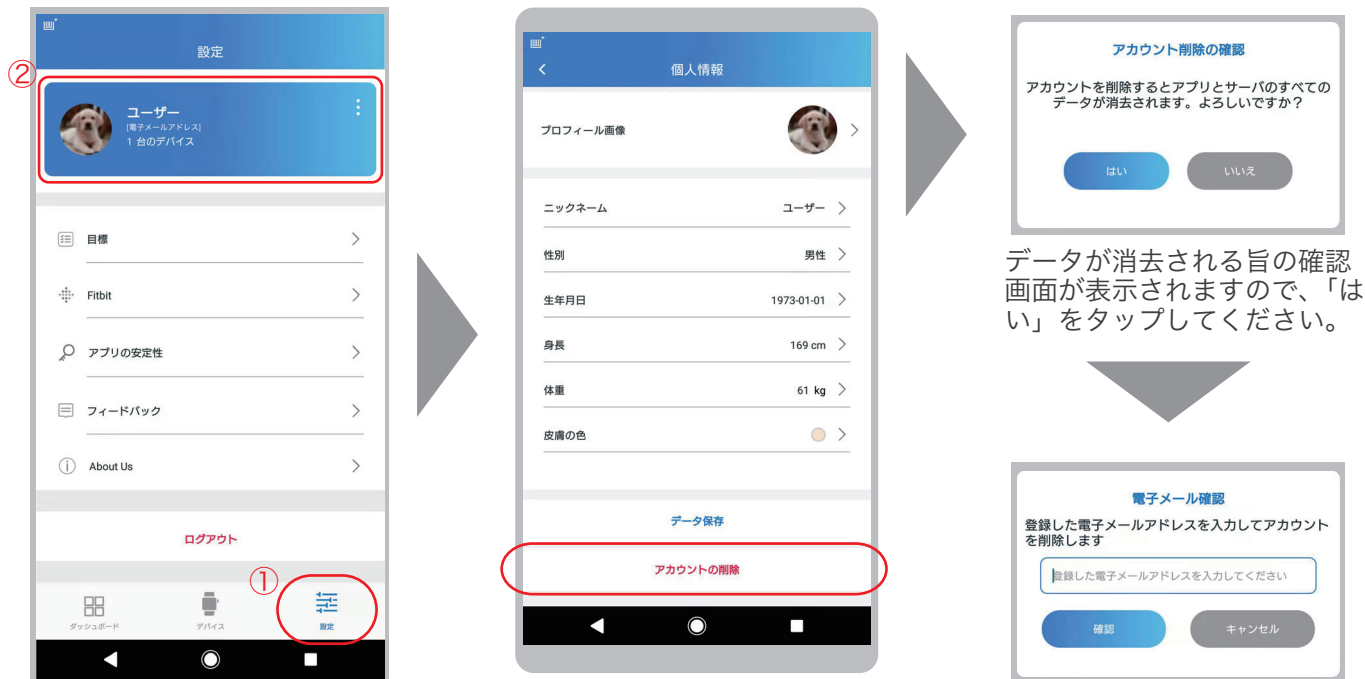 設定
②
ユーザー
[電子メールアドレス]
1 台のデバイス
目標
Fitbit
アプリの安定性
フィードバック
About Us
ログアウト
①
ダッシュボード
デバイス
設定
個人情報
プロフィール画像
ニックネーム
ユーザー
性別
男性
生年月日
1973-01-01
身長
169 cm
体重
61 kg
皮膚の色
データ保存
アカウントの削除
アカウント削除の確認
アカウントを削除するとアプリとサーバのすべての
データが消去されます。よろしいですか？
はい
いいえ
データが消去される旨の確認
画面が表示されますので、「は
い」をタップしてください。
電子メール確認
登録した電子メールアドレスを入力してアカウント
を削除します
登録した電子メールアドレスを入力してください
確認
キャンセル